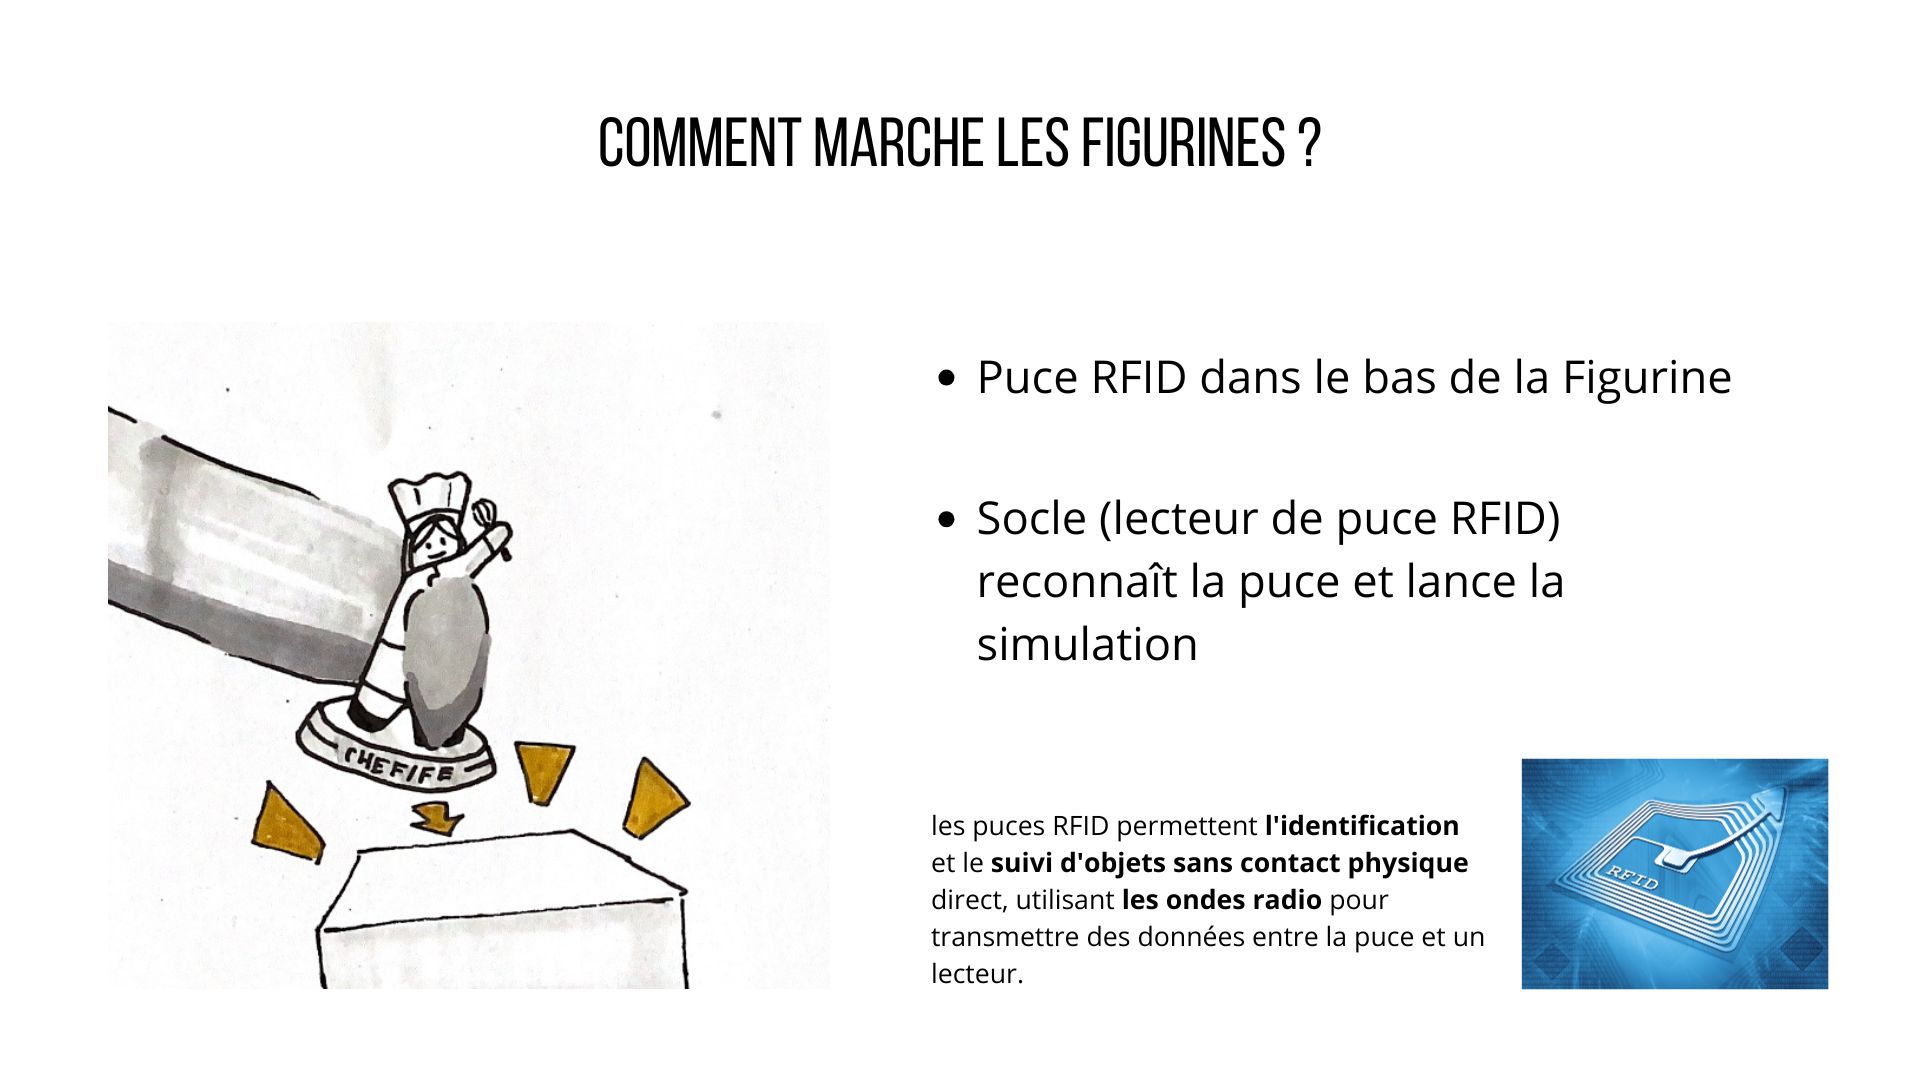 COMMENT MARCHE LES FIGURINES ?
CHEFIFE
• Puce RFID dans le bas de la Figurine
• Socle (lecteur de puce RFID)
reconnaît la puce et lance la
simulation
les puces RFID permettent l'identification
et le suivi d'objets sans contact physique
direct, utilisant les ondes radio pour
transmettre des données entre la puce et un
lecteur.
RFID